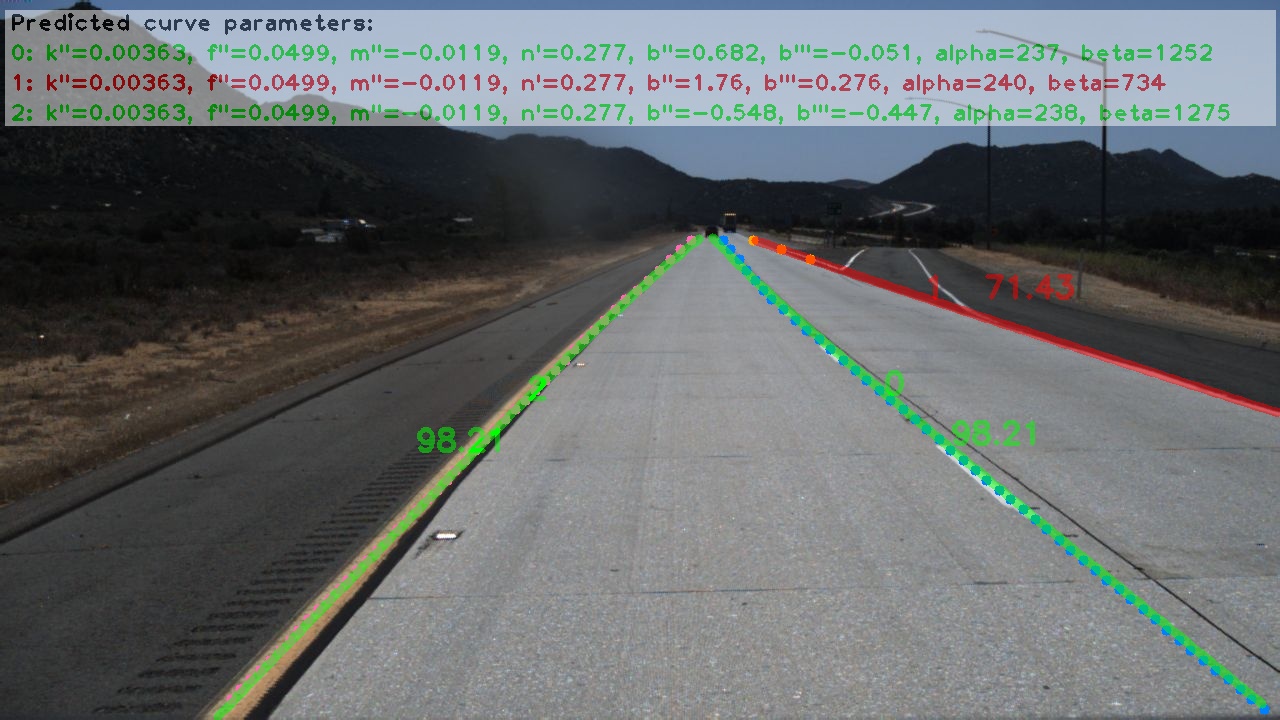 Predicted curve parameters:
0: k''=0.00363, f''=0.0499, m''=-0.0119, n'=0.277, b''=0.682, b'''=-0.051, alpha=237, beta=1252
1: k''=0.00363, f''=0.0499, m''=-0.0119, n'=0.277, b''=1.76, b'''=0.276, alpha=240, beta=734
2: k''=0.00363, f''=0.0499, m''=-0.0119, n'=0.277, b''=-0.548, b'''=-0.447, alpha=238, beta=1275
1 71.43
2
0
98.21
98.21